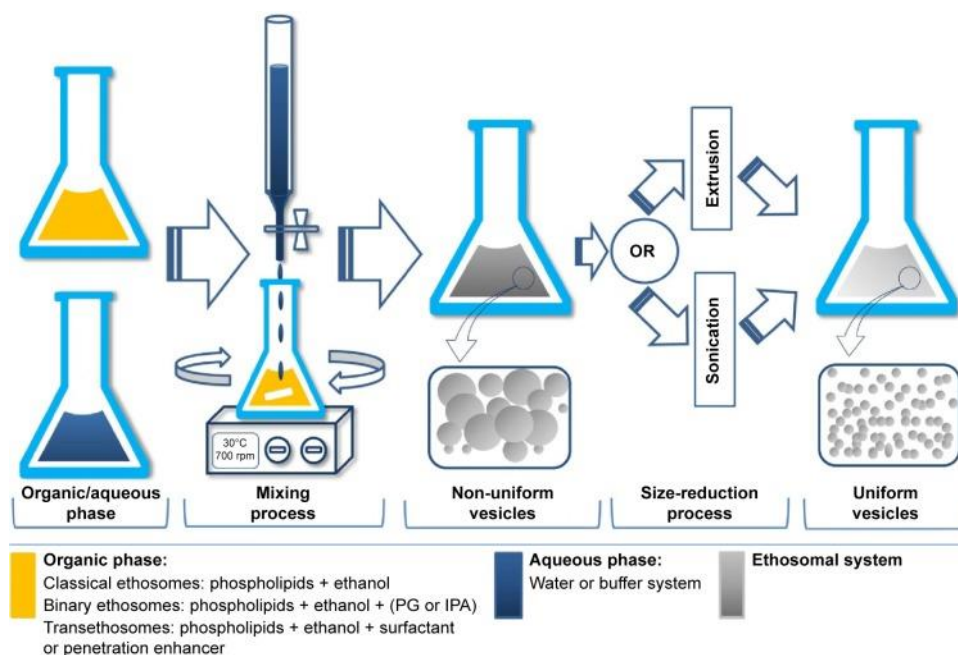 Extrusion
OR
Sonication
30°C
700 rpm
Organic/aqueous
phase
Mixing
process
Non-uniform
vesicles
Size-reduction
process
Uniform
vesicles
Organic phase:
Classical ethosomes: phospholipids + ethanol
Binary ethosomes: phospholipids + ethanol + (PG or IPA)
Transethosomes: phospholipids + ethanol + surfactant
or penetration enhancer
Aqueous phase:
Water or buffer system
Ethosomal system